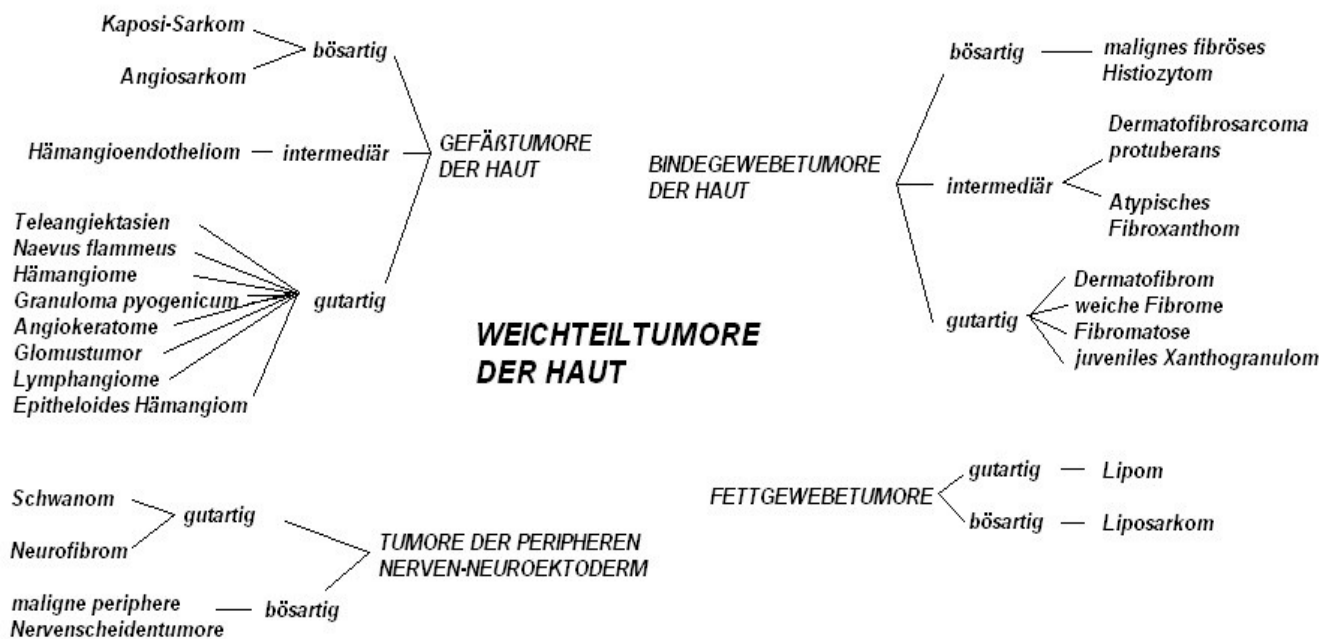 Kaposi-Sarkom
bösartig
Angiosarkom
Hämangioendotheliom
intermediär
GEFÄßTUMORE
DER HAUT
Teleangiektasien
Naevus flammeus
Hämangiome
Granuloma pyogenicum
Angiokeratome
Glomustumor
Lymphangiome
Epitheloides Hämangiom
gutartig
bösartig
malignes fibröses
Histiozytom
BINDEGEWEBETUMORE
DER HAUT
intermediär
Dermatofibrosarcoma
protuberans
Atypisches
Fibroxanthom
gutartig
Dermatofibrom
weiche Fibrome
Fibromatose
juveniles Xanthogranulom
WEICHTEILTUMORE
DER HAUT
Schwanom
gutartig
Neurofibrom
TUMORE DER PERIPHEREN
NERVEN-NEUROEKTODERM
maligne periphere
Nervenscheidentumore
bösartig
FETTGEWEBETUMORE
gutartig
Lipom
bösartig
Liposarkom